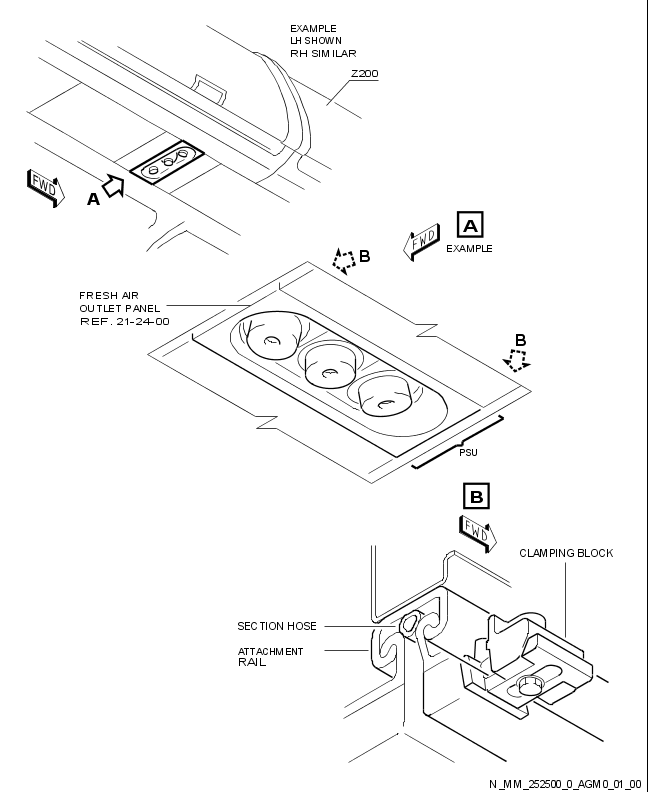 EXAMPLE
LH SHOWN
RH SIMILAR
Z200
FWD
A
B
FWD
A
EXAMPLE
FRESH AIR
OUTLET PANEL
REF. 21-24-00
B
PSU
B
FWD
CLAMPING BLOCK
SECTION HOSE
ATTACHMENT
RAIL
N_MM_252500_0_AGM0_01_00